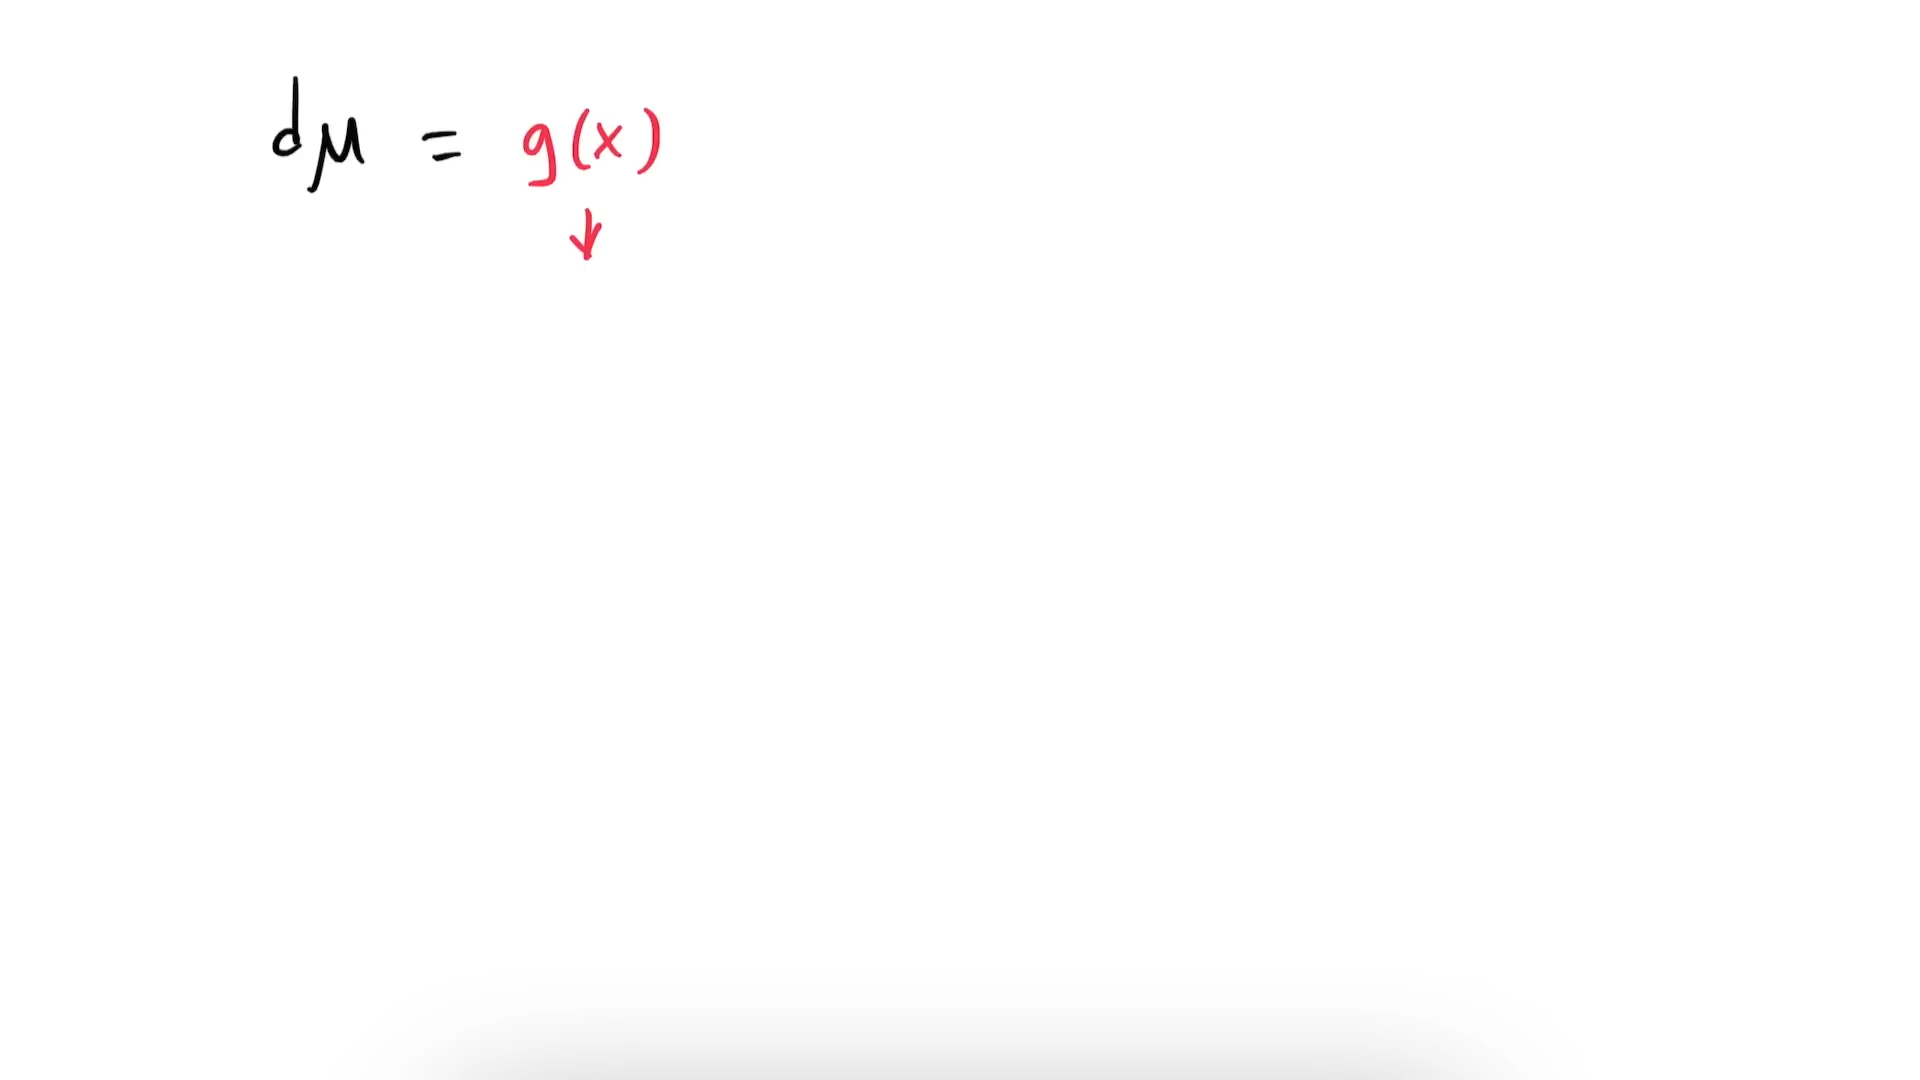 dμ = g(x)
↓